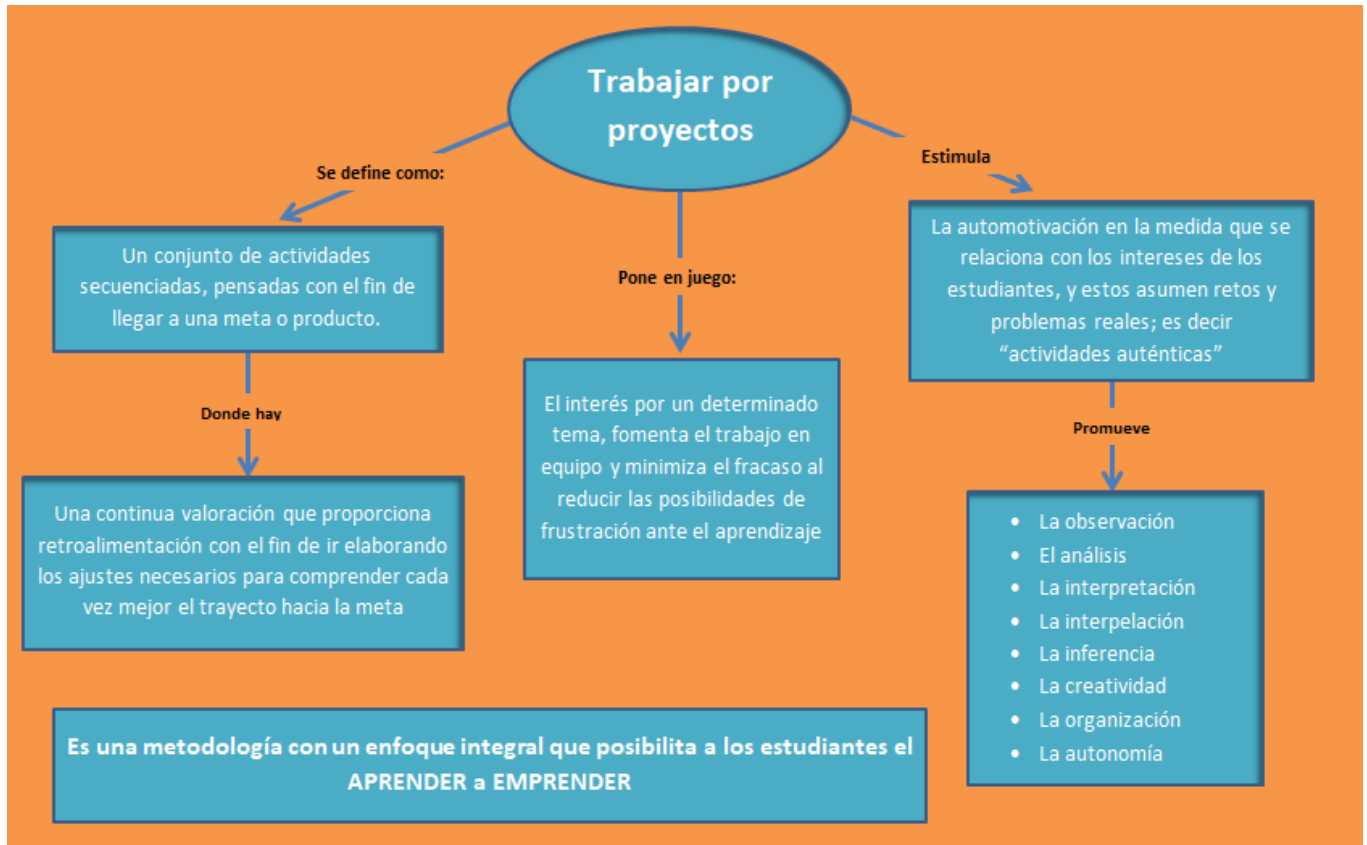 Trabajar por
proyectos
Se define como:
Un conjunto de actividades
secuenciadas, pensadas con el fin de
llegar a una meta o producto.
Donde hay
Una continua valoración que proporciona
retroalimentación con el fin de ir elaborando
los ajustes necesarios para comprender cada
vez mejor el trayecto hacia la meta
Pone en juego:
El interés por un determinado
tema, fomenta el trabajo en
equipo y minimiza el fracaso al
reducir las posibilidades de
frustración ante el aprendizaje
Estimula
La automotivación en la medida que se
relaciona con los intereses de los
estudiantes, y estos asumen retos y
problemas reales; es decir
“actividades auténticas”
Promueve
• La observación
• El análisis
• La interpretación
• La interpelación
• La inferencia
• La creatividad
• La organización
• La autonomía
Es una metodología con un enfoque integral que posibilita a los estudiantes el
APRENDER a EMPRENDER